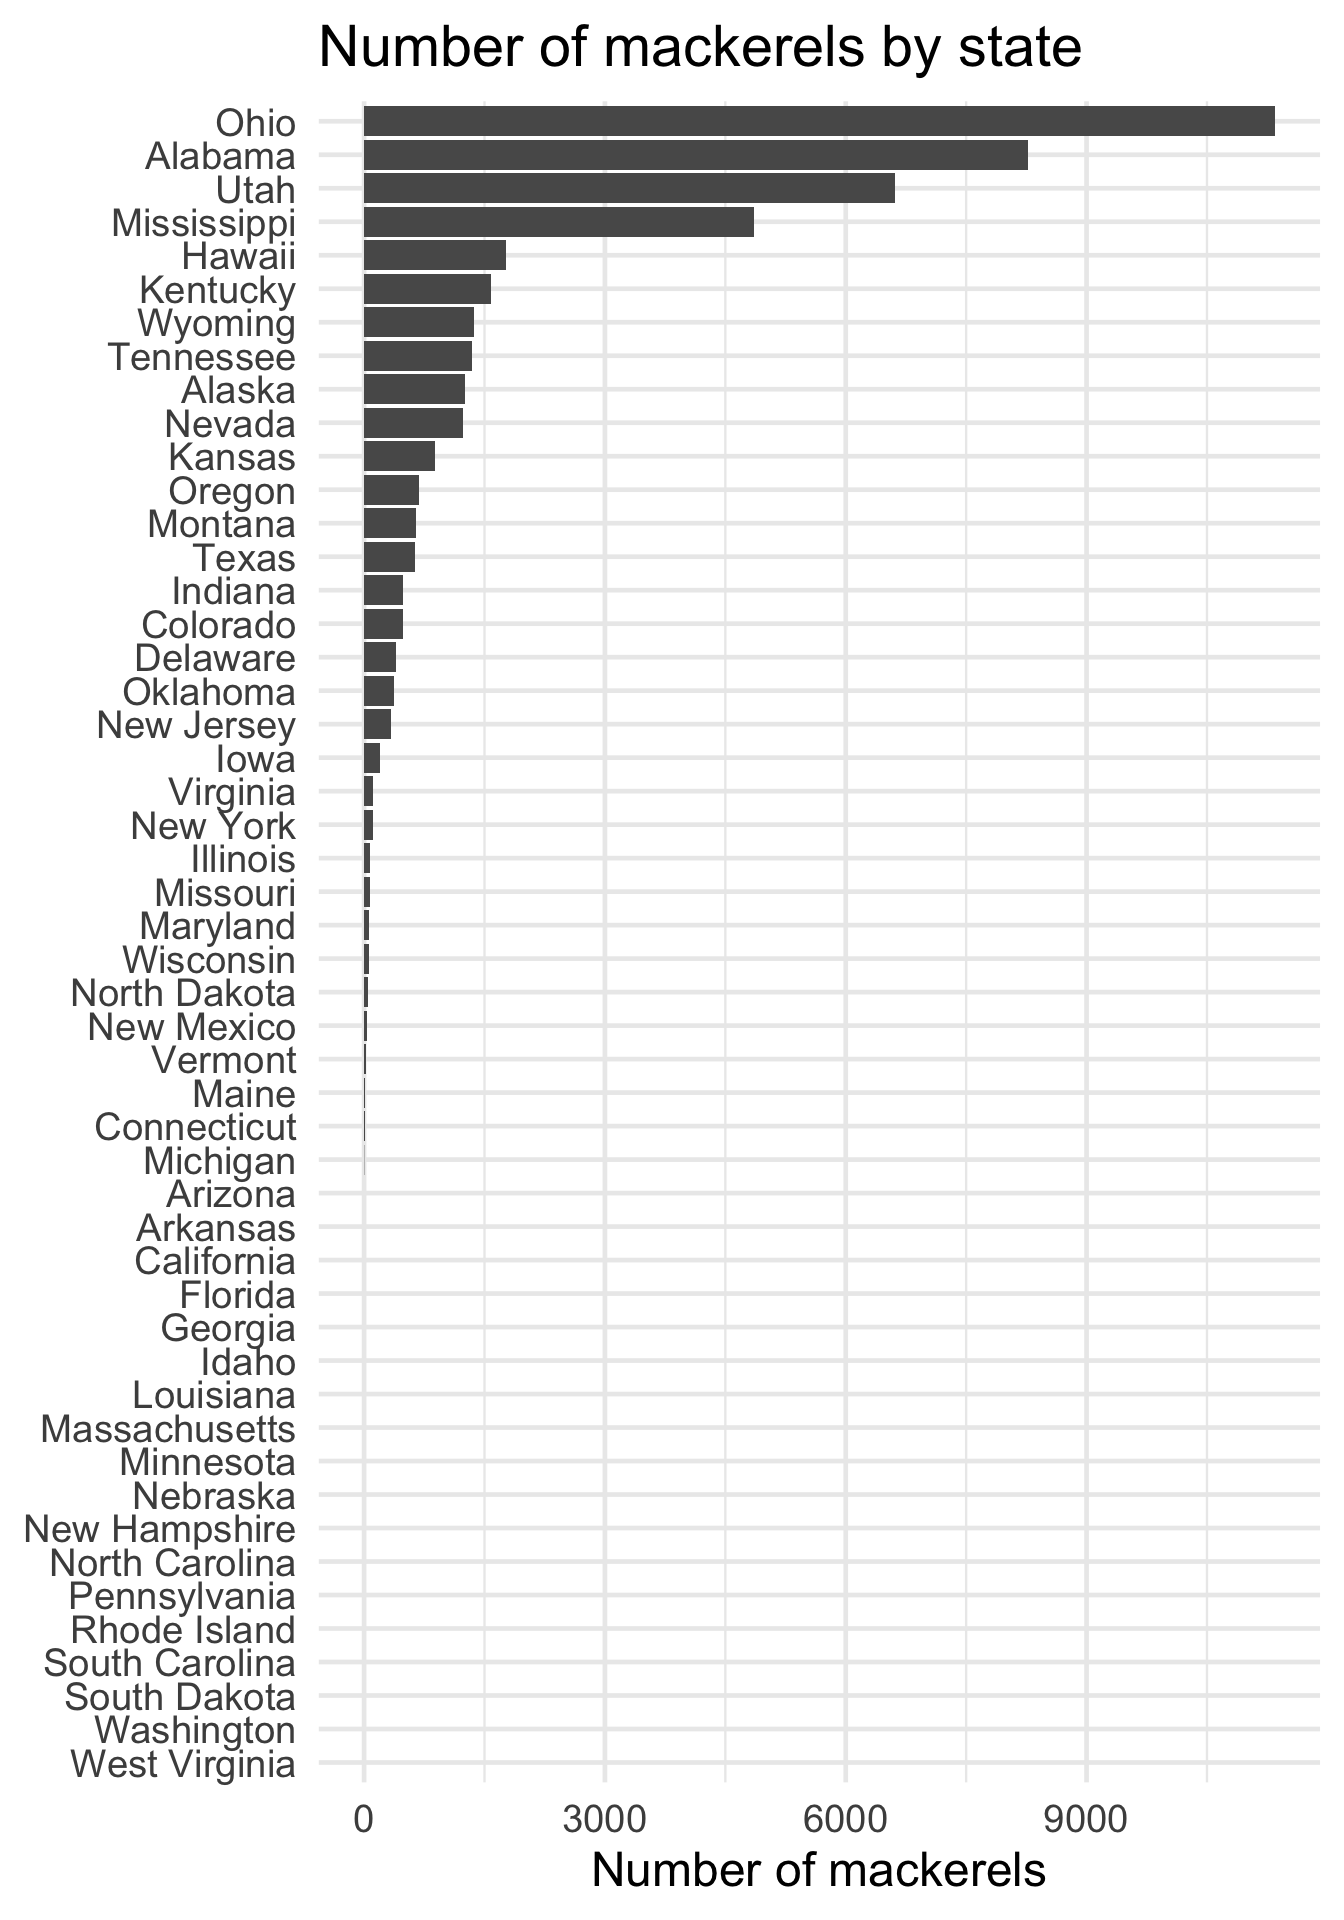 Number of mackerels by state
Ohio
Alabama
Utah
Mississippi
Hawaii
Kentucky
Wyoming
Tennessee
Alaska
Nevada
Kansas
Oregon
Montana
Texas
Indiana
Colorado
Delaware
Oklahoma
New Jersey
Iowa
Virginia
New York
Illinois
Missouri
Maryland
Wisconsin
North Dakota
New Mexico
Vermont
Maine
Connecticut
Michigan
Arizona
Arkansas
California
Florida
Georgia
Idaho
Louisiana
Massachusetts
Minnesota
Nebraska
New Hampshire
North Carolina
Pennsylvania
Rhode Island
South Carolina
South Dakota
Washington
West Virginia
0 3000 6000 9000
Number of mackerels